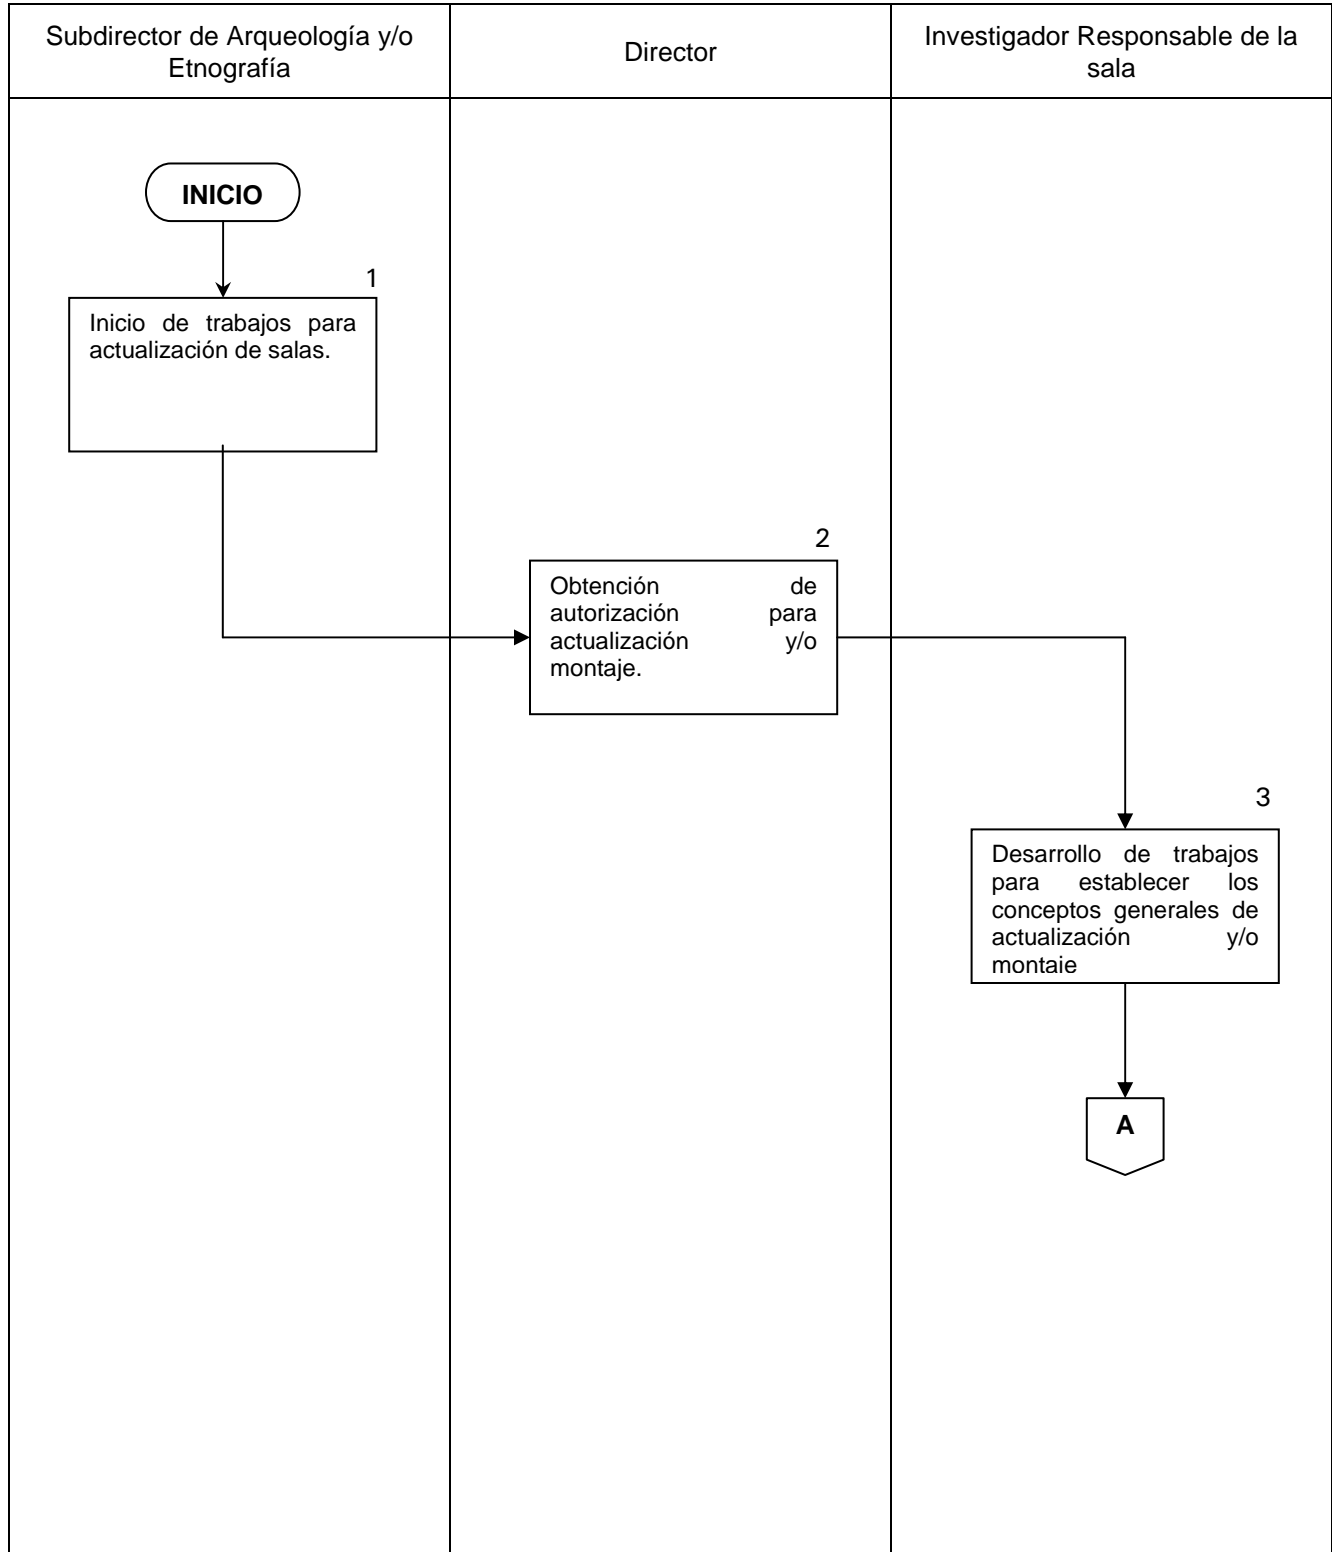 Subdirector de Arqueología y/o
Etnografía
Director
Investigador Responsable de la
sala
INICIO
1
Inicio de trabajos para
actualización de salas.
2
Obtención de
autorización para
actualización y/o
montaje.
3
Desarrollo de trabajos
para establecer los
conceptos generales de
actualización y/o
montaje
A